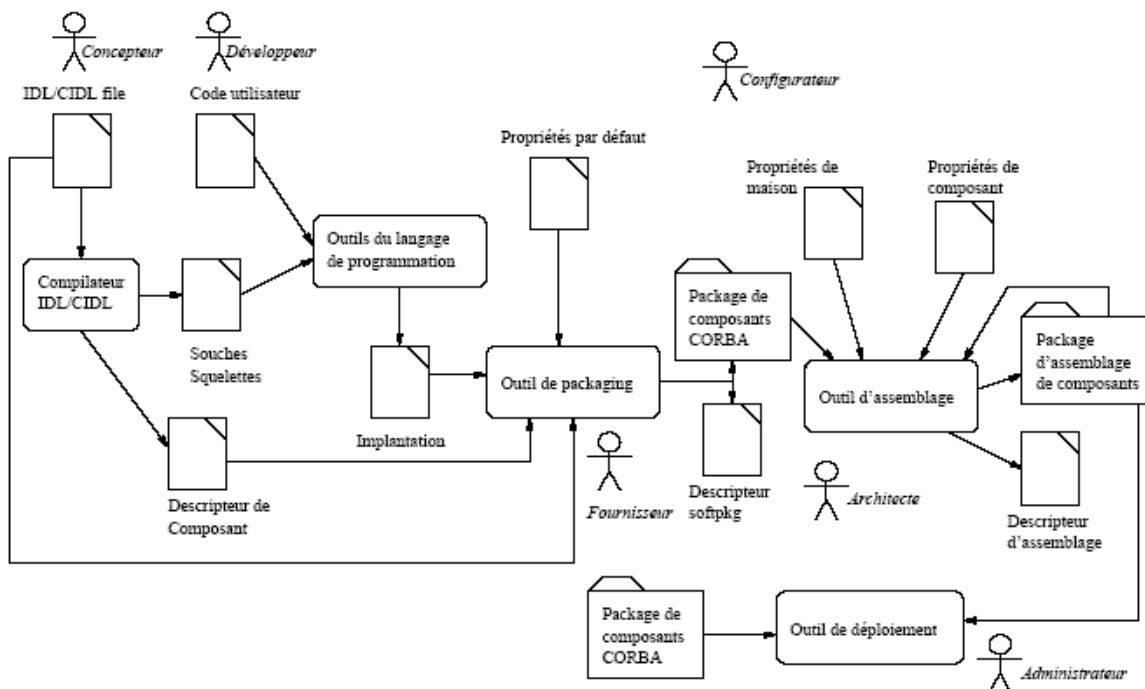 Concepteur
Développeur
Configurateur
IDL/CIDL file
Code utilisateur
Propriétés par défaut
Propriétés de
maison
Propriétés de
composant
Outils du langage
de programmation
Compilateur
IDL/CIDL
Souches
Squelettes
Package de
composants
CORBA
Package
d'assemblage
de composants
Outil de packaging
Outil d'assemblage
Implantation
Descripteur de
Composant
Fournisseur
Descripteur
softpkg
Architecte
Descripteur
d'assemblage
Package de
composants
CORBA
Outil de déploiement
Administrateur